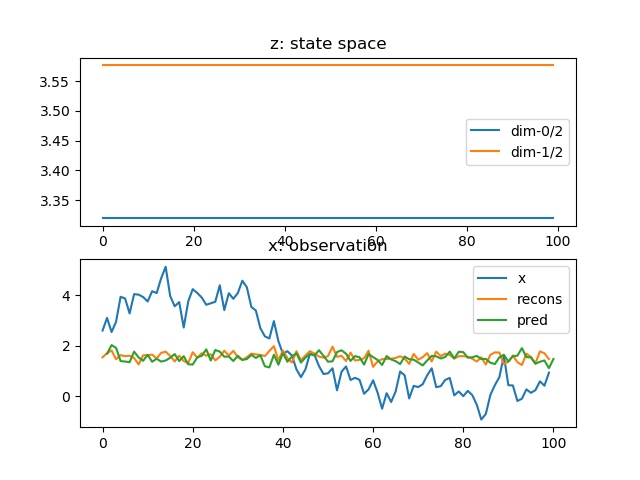 z: state space
3.55
3.50
3.45
3.40
3.35
dim-0/2
dim-1/2
0 20 40 60 80 100
x: observation
4
2
0
x
recons
pred
0 20 40 60 80 100